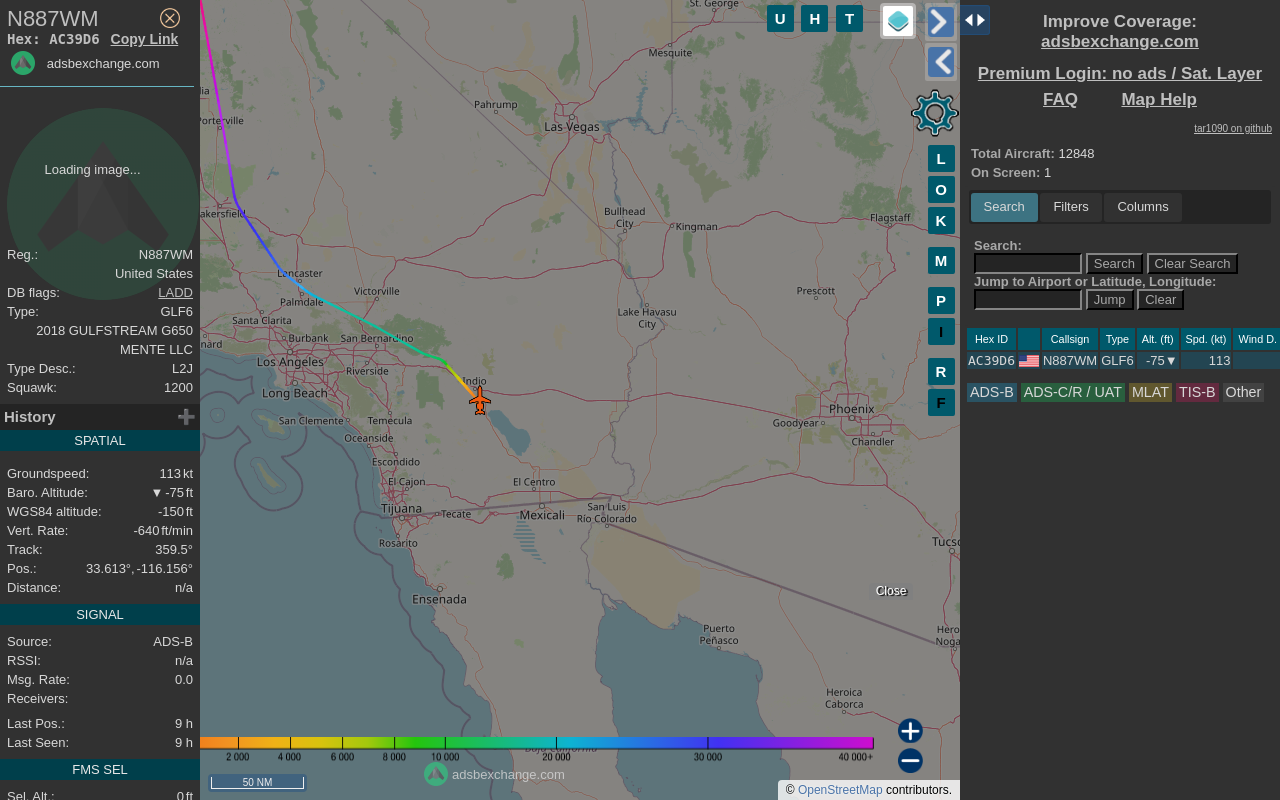 N887WM
Hex: AC39D6 Copy Link
adsbexchange.com
Loading image...
Reg.: N887WM
United States
DB flags: LADD
Type: GLF6
2018 GULFSTREAM G650
MENTE LLC
Type Desc.: L2J
Squawk: 1200
History
SPATIAL
Groundspeed: 113 kt
Baro. Altitude: ▼ -75 ft
WGS84 altitude: -150 ft
Vert. Rate: -640 ft/min
Track: 359.5°
Pos.: 33.613°, -116.156°
Distance: n/a
SIGNAL
Source: ADS-B
RSSI: n/a
Msg. Rate: 0.0
Receivers:
Last Pos.: 9 h
Last Seen: 9 h
FMS SEL
Sel. Alt.: 0 ft
St. George
Mesquite
Pahrump
Las Vegas
Porterville
Bullhead
City
Kingman
Flagstaff
Lancaster
Palmdale
Victorville
Prescott
Lake Havasu
City
Santa Clarita
Burbank
San Bernardino
Los Angeles
Riverside
Long Beach
Indio
Phoenix
Goodyear
Chandler
San Clemente
Temecula
Oceanside
Escondido
El Cajon
El Centro
Tijuana
Tecate
Mexicali
San Luis
Río Colorado
Rosarito
Ensenada
Puerto
Peñasco
Heroica
Caborca
Baja California
U H T
L
O
K
M
P
I
R
F
Close
2 000 4 000 6 000 8 000 10 000 20 000 30 000 40 000+
50 NM
adsbexchange.com
© OpenStreetMap contributors.
Improve Coverage:
adsbexchange.com
Premium Login: no ads / Sat. Layer
FAQ Map Help
tar1090 on github
Total Aircraft: 12848
On Screen: 1
Search Filters Columns
Search:
Search Clear Search
Jump to Airport or Latitude, Longitude:
Jump Clear
Hex ID Callsign Type Alt. (ft) Spd. (kt) Wind D.
AC39D6 N887WM GLF6 -75▼ 113
ADS-B ADS-C/R / UAT MLAT TIS-B Other